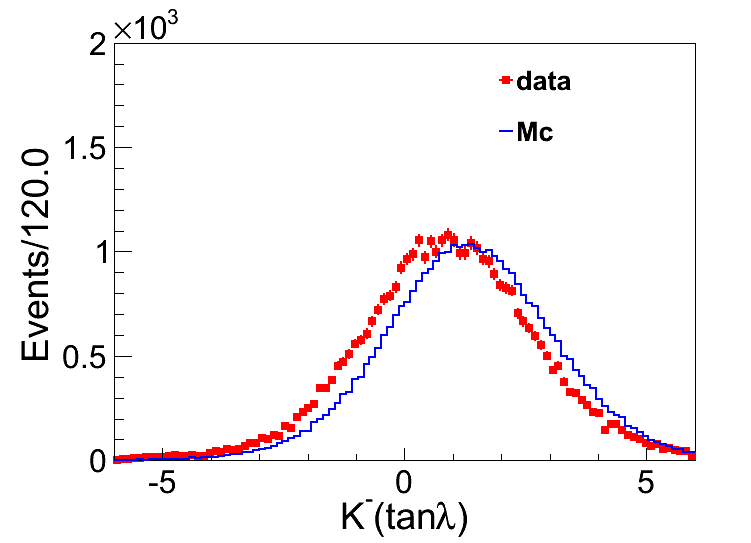 ×10³
2
1.5
1
0.5
0
Events/120.0
data
Mc
-5 0 5
K⁻(tanλ)